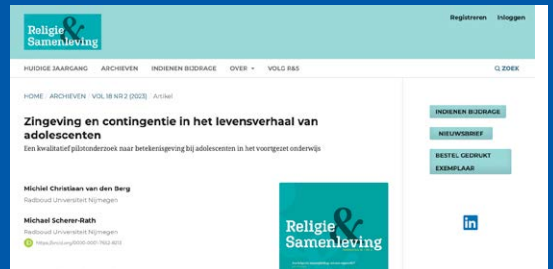 Registreren Inloggen
Religie
&
Samenleving
HUIDIGE JAARGANG ARCHIEVEN INDIENEN BIJDRAGE OVER VOLG R&S ZOEK
HOME ARCHIEVEN VOL 18 NR 2 (2023) Artikel
Zingeving en contingentie in het levensverhaal van
adolescenten
Een kwalitatief pilotonderzoek naar betekenisgeving bij adolescenten in het voortgezet onderwijs
INDIENEN BIJDRAGE
NIEUWSBRIEF
BESTEL GEDRUKT
EXEMPLAAR
Michiel Christiaan van den Berg
Radboud Universiteit Nijmegen
Michael Scherer-Rath
Radboud Universiteit Nijmegen
Religie
&
Samenleving
in